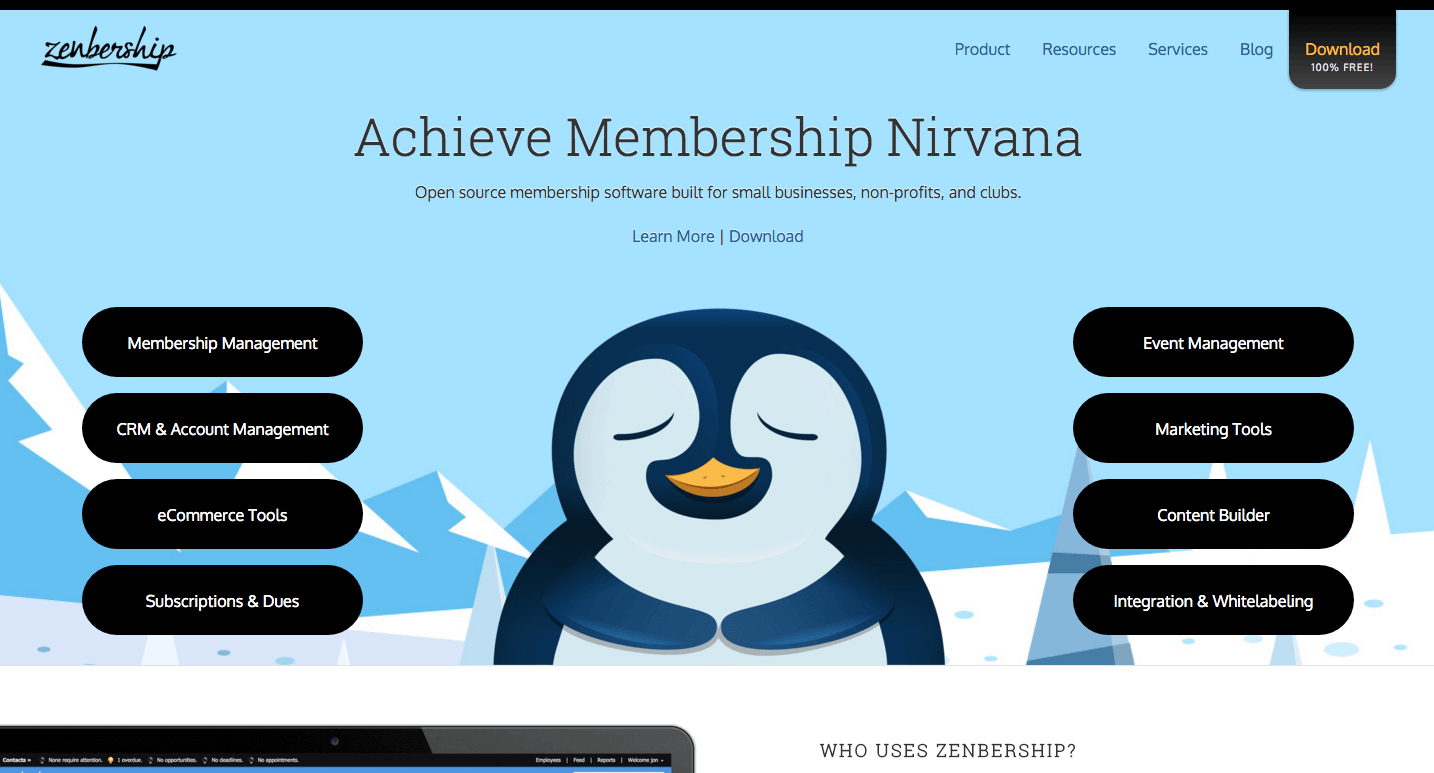 zenbership
Product Resources Services Blog Download
100% FREE!
Achieve Membership Nirvana
Open source membership software built for small businesses, non-profits, and clubs.
Learn More | Download
Membership Management
CRM & Account Management
eCommerce Tools
Subscriptions & Dues
Event Management
Marketing Tools
Content Builder
Integration & Whitelabeling
WHO USES ZENBERSHIP?
Contacts » None require attention. 1 overdue. No opportunities. No deadlines. No appointments. Employees | Feed | Reports | Welcome Jon